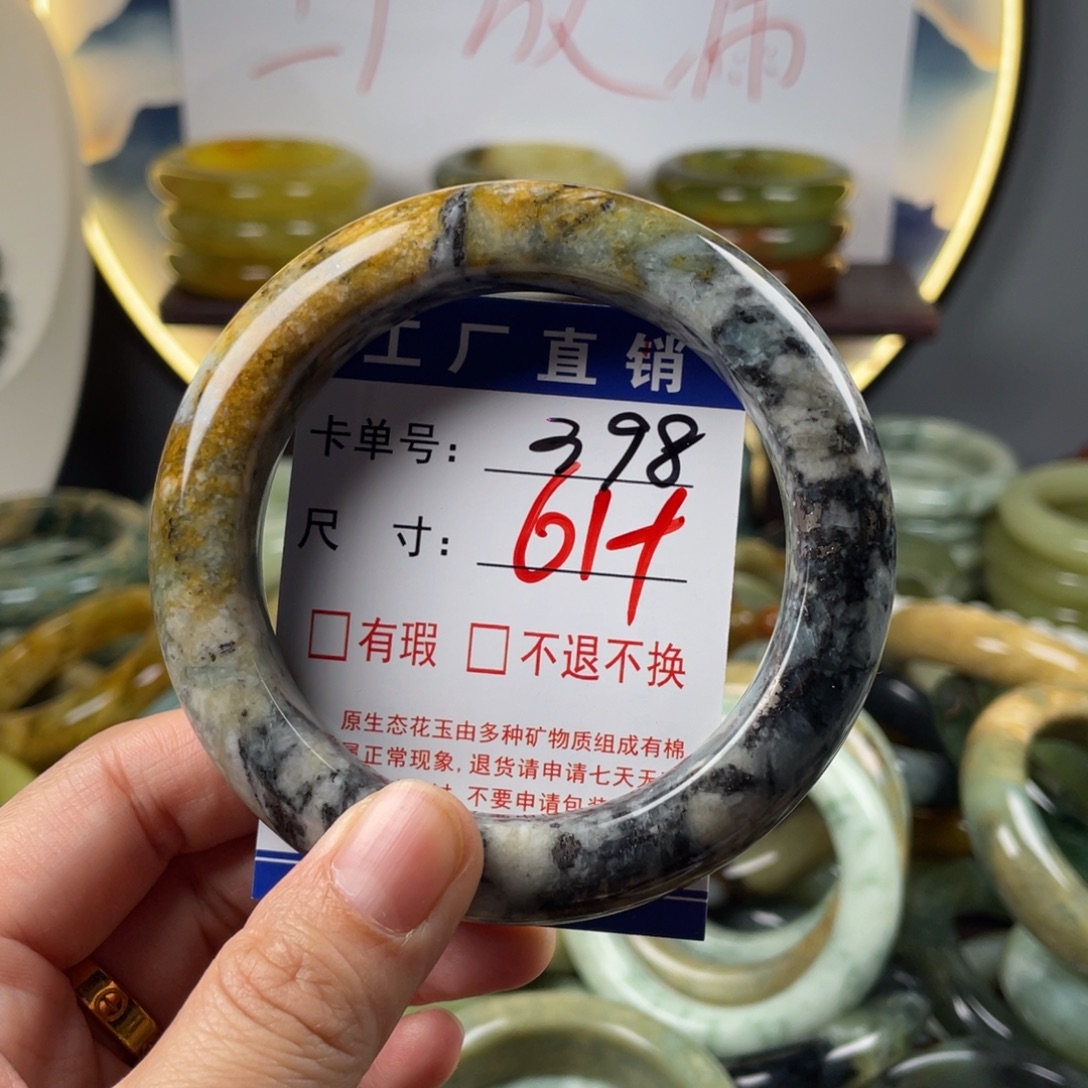 工厂直销
卡单号: 398
尺 寸: 61+
□有瑕 □不退不换
原生态花玉由多种矿物质组成有棉
正常现象,退货请申请七天无
不要申请包装